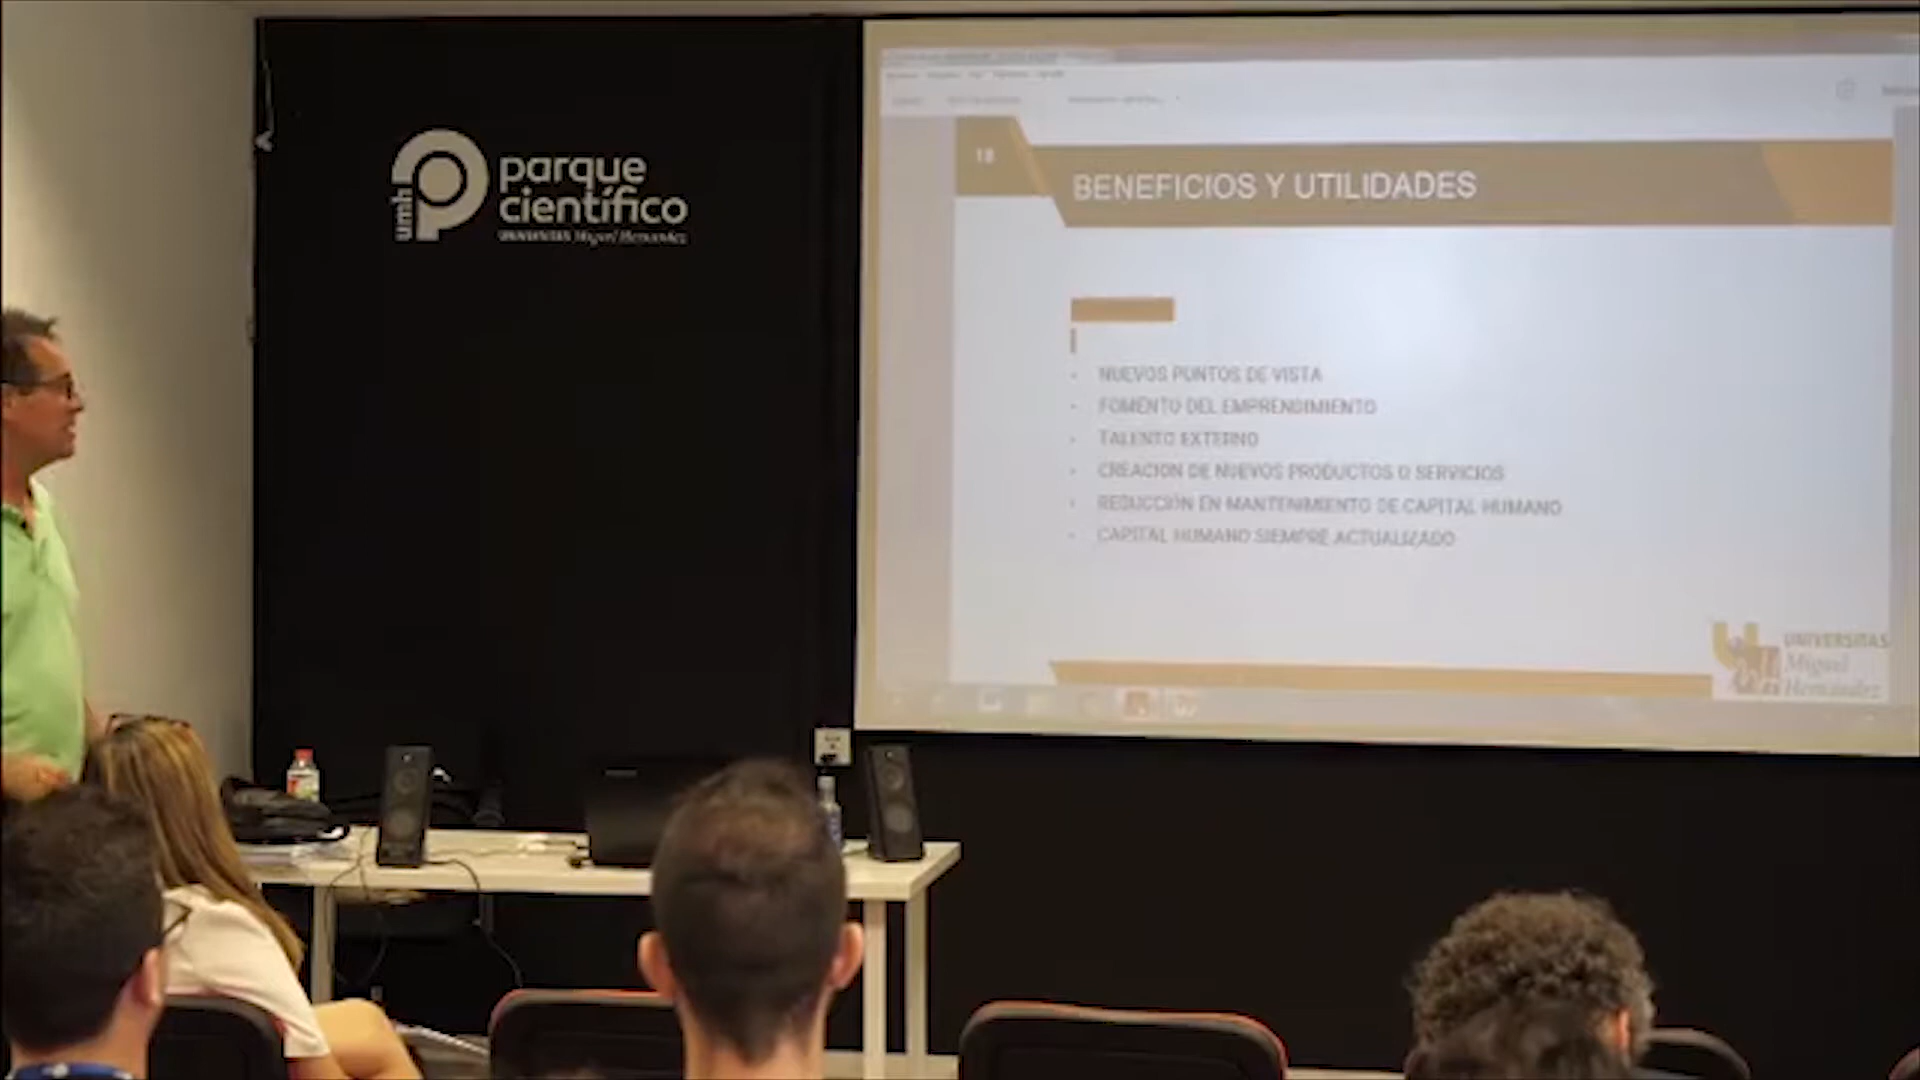 umh
parque
científico
UNIVERSITAS Miguel Hernández
18
BENEFICIOS Y UTILIDADES
- NUEVOS PUNTOS DE VISTA
- FOMENTO DEL EMPRENDIMIENTO
- TALENTO EXTERNO
- CREACION DE NUEVOS PRODUCTOS O SERVICIOS
- REDUCCIÓN EN MANTENIMIENTO DE CAPITAL HUMANO
- CAPITAL HUMANO SIEMPRE ACTUALIZADO
UNIVERSITAS
Miguel
Hernández